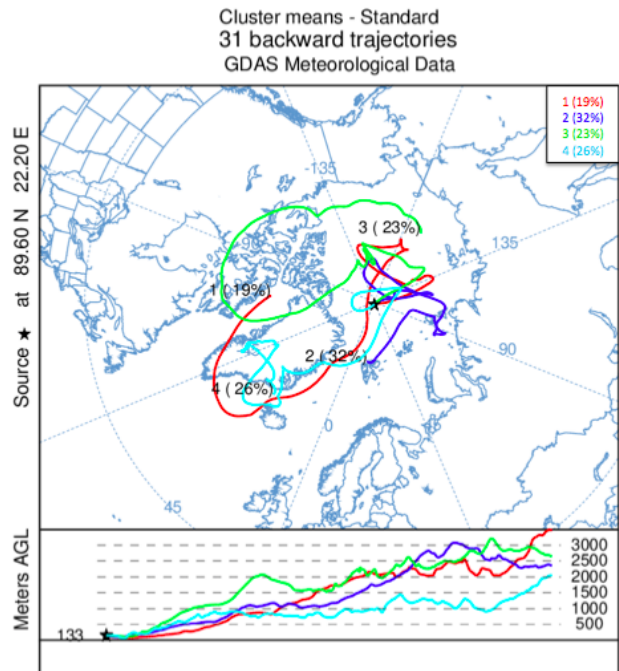 Cluster means - Standard
31 backward trajectories
GDAS Meteorological Data
1 (19%)
2 (32%)
3 (23%)
4 (26%)
-135
135
3 ( 23%)
-90
1 ( 19%)
90
-45
2 ( 32%)
4 ( 26%)
0
45
Source ★ at 89.60 N 22.20 E
Meters AGL
3000
2500
2000
1500
1000
500
133